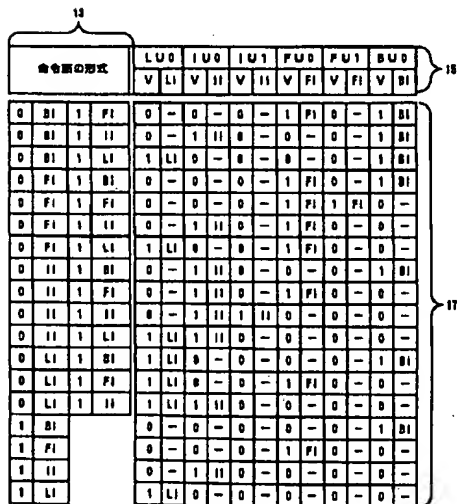 13
命令語の形式 LU0 IU0 IU1 FU0 FU1 BU0 15
V LI V II V II V FI V FI V BI
0 BI 1 FI 0 - 0 - 0 - 1 FI 0 - 1 BI
0 BI 1 II 0 - 1 II 0 - 0 - 0 - 1 BI
0 BI 1 LI 1 LI 0 - 0 - 0 - 0 - 1 BI
0 FI 1 BI 0 - 0 - 0 - 1 FI 0 - 1 BI
0 FI 1 FI 0 - 0 - 0 - 1 FI 1 FI 0 -
0 FI 1 II 0 - 1 II 0 - 1 FI 0 - 0 -
0 FI 1 LI 1 LI 0 - 0 - 1 FI 0 - 0 -
0 II 1 BI 0 - 1 II 0 - 0 - 0 - 1 BI
0 II 1 FI 0 - 1 II 0 - 1 FI 0 - 0 -
0 II 1 II 0 - 1 II 1 II 0 - 0 - 0 - 17
0 II 1 LI 1 LI 1 II 0 - 0 - 0 - 0 -
0 LI 1 BI 1 LI 0 - 0 - 0 - 0 - 1 BI
0 LI 1 FI 1 LI 0 - 0 - 1 FI 0 - 0 -
0 LI 1 II 1 LI 1 II 0 - 0 - 0 - 0 -
1 BI 0 - 0 - 0 - 0 - 0 - 1 BI
1 FI 0 - 0 - 0 - 1 FI 0 - 0 -
1 II 0 - 1 II 0 - 0 - 0 - 0 -
1 LI 1 LI 0 - 0 - 0 - 0 - 0 -